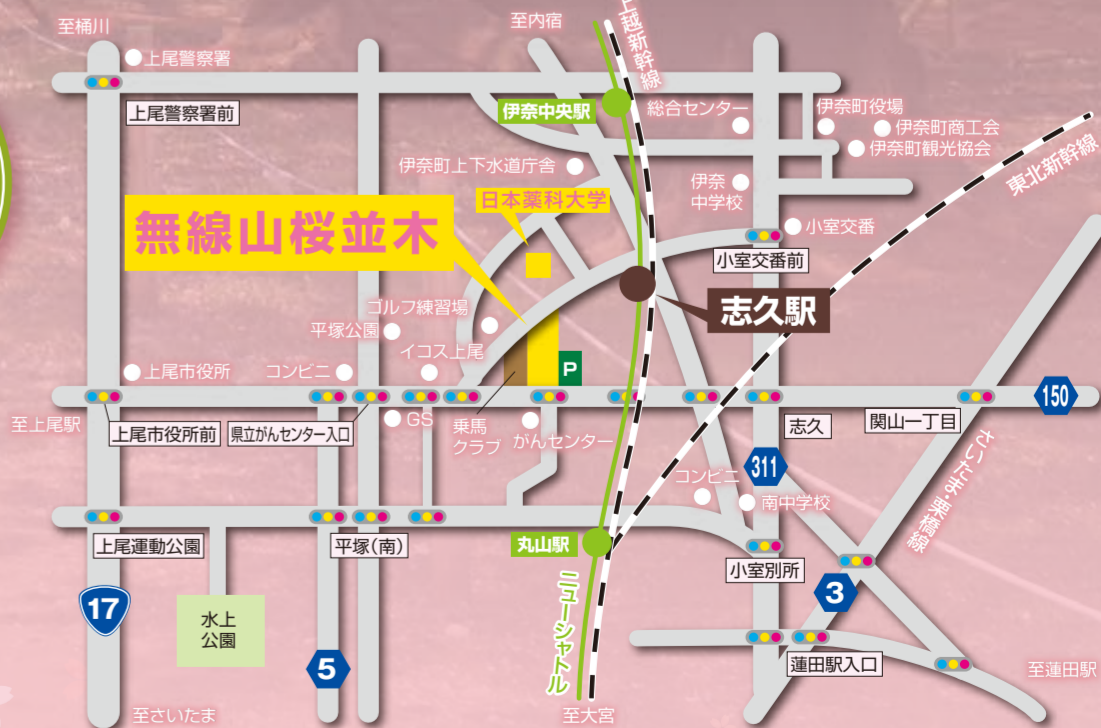 至桶川
至内宿
上越新幹線
上尾警察署
上尾警察署前
伊奈中央駅
総合センター
伊奈町役場
伊奈町商工会
伊奈町観光協会
東北新幹線
伊奈町上下水道庁舎
伊奈
中学校
日本薬科大学
無線山桜並木
小室交番
小室交番前
志久駅
ゴルフ練習場
平塚公園
イコス上尾
P
上尾市役所
コンビニ
150
至上尾駅
上尾市役所前
県立がんセンター入口
GS
乗馬
クラブ
がんセンター
志久
関山一丁目
さいたま・栗橋線
コンビニ
311
南中学校
上尾運動公園
平塚(南)
丸山駅
小室別所
17
水上
公園
ニューシャトル
3
5
蓮田駅入口
至蓮田駅
至さいたま
至大宮